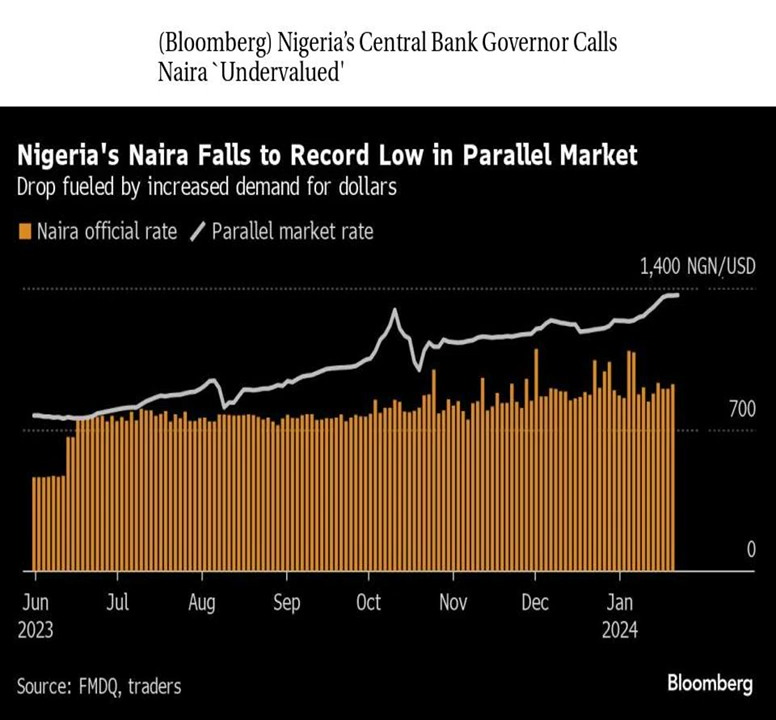 (Bloomberg) Nigeria's Central Bank Governor Calls
Naira `Undervalued'
Nigeria's Naira Falls to Record Low in Parallel Market
Drop fueled by increased demand for dollars
Naira official rate Parallel market rate
1,400 NGN/USD
700
0
Jun Jul Aug Sep Oct Nov Dec Jan
2023 2024
Source: FMDQ, traders Bloomberg